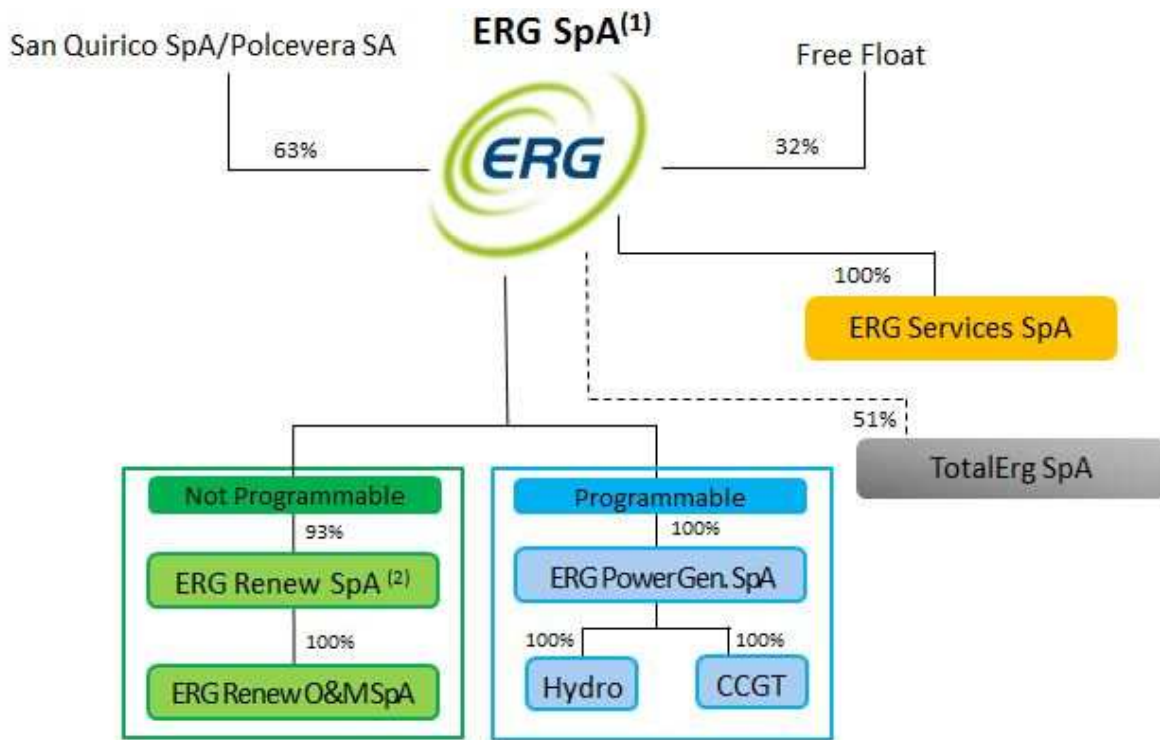 ERG SpA(1)
San Quirico SpA/Polcevera SA
Free Float
63%
ERG
32%
100%
ERG Services SpA
51%
TotalErg SpA
Not Programmable
93%
ERG Renew SpA (2)
100%
ERG Renew O&M SpA
Programmable
100%
ERG Power Gen. SpA
100%
100%
Hydro
CCGT